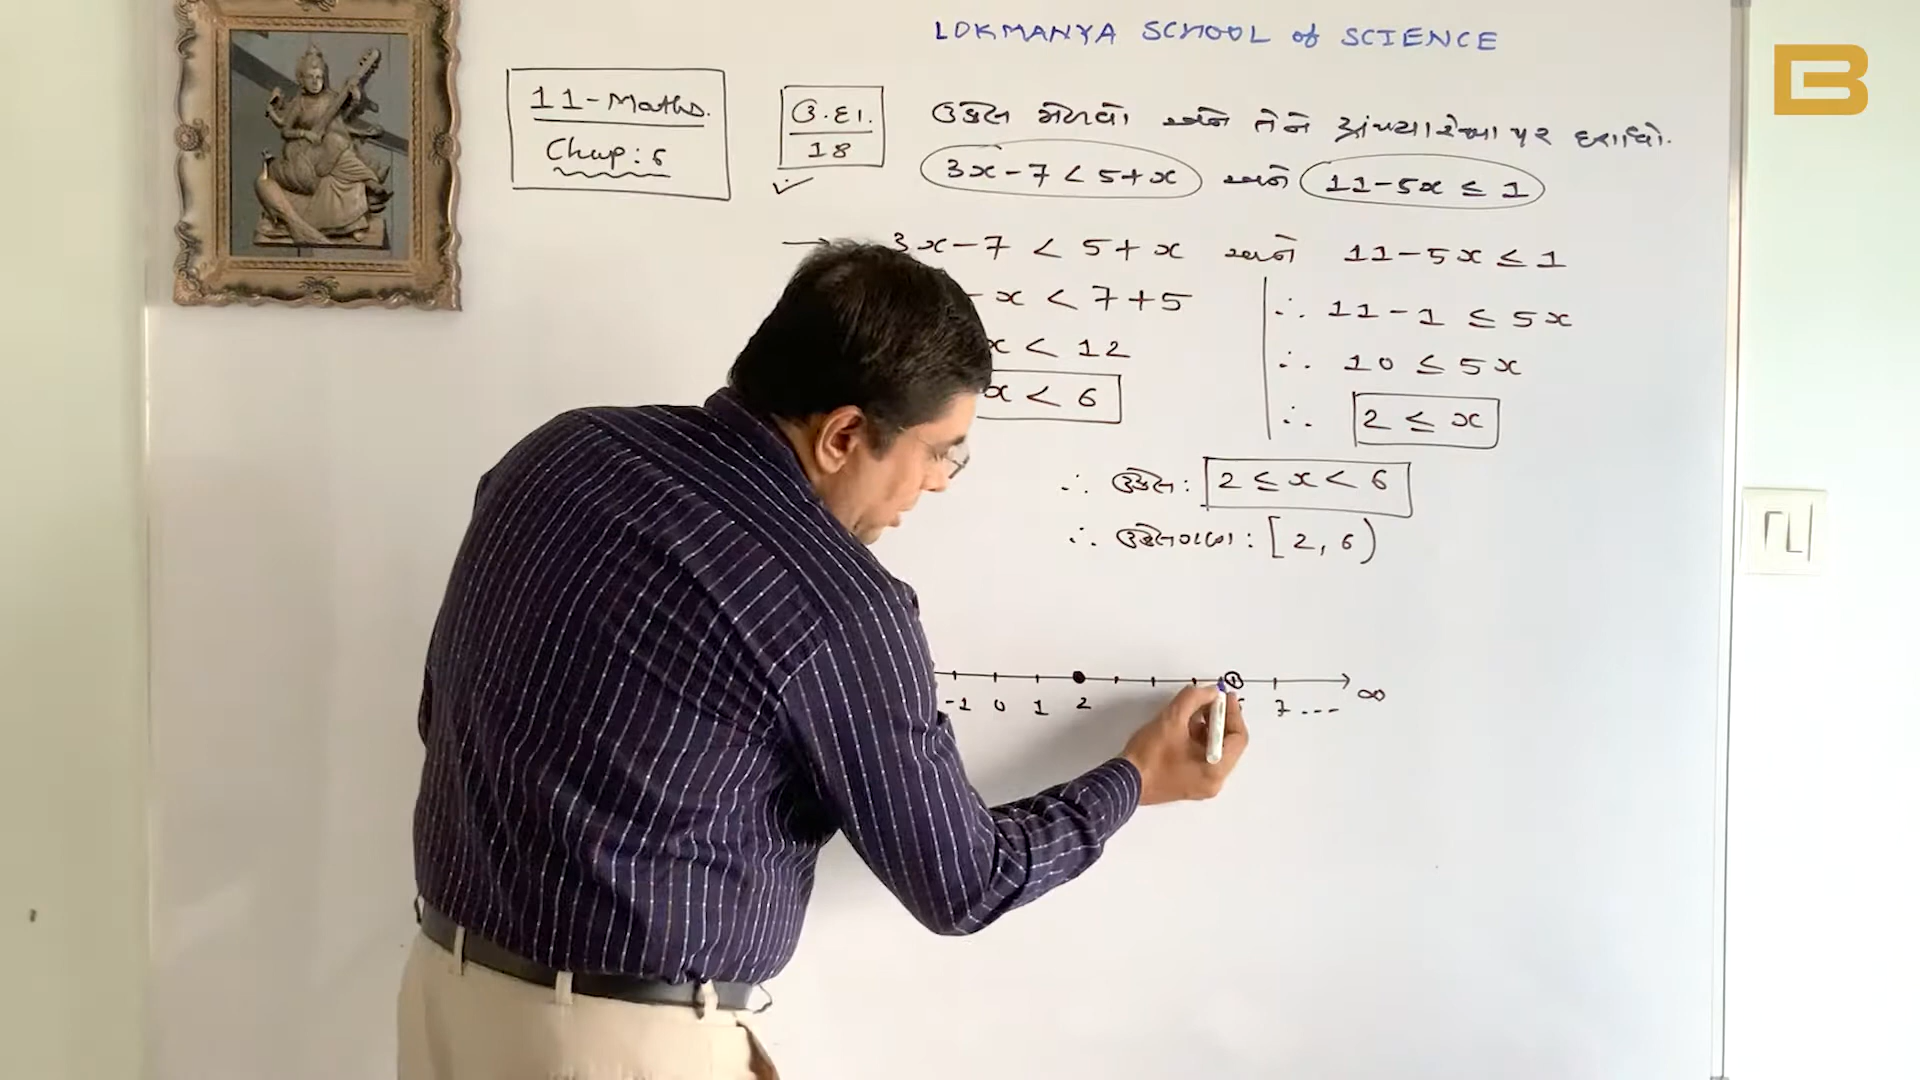 LOKMANYA SCHOOL of SCIENCE
11-Maths.
Chap: 6
ઉ.દા.
18
ઉકેલ મેળવો અને તેને સંખ્યારેખા પર દર્શાવો.
3x-7 < 5+x અને 11-5x ≤ 1
→ 3x-7 < 5+x અને 11-5x ≤ 1
- x < 7+5
∴ 11-1 ≤ 5x
x < 12
∴ 10 ≤ 5x
x < 6
∴ 2 ≤ x
∴ ઉકેલ: 2 ≤ x < 6
∴ ઉકેલગણ: [2, 6)
-1 0 1 2 7 ... ∞